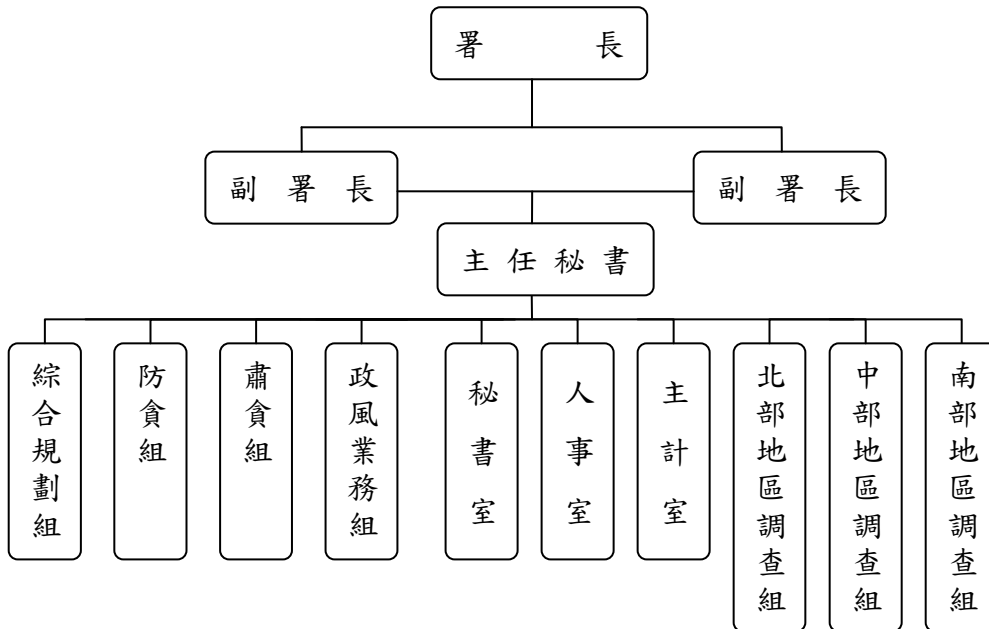 署長
副署長
副署長
主任秘書
綜合規劃組
防貪組
肅貪組
政風業務組
秘書室
人事室
主計室
北部地區調查組
中部地區調查組
南部地區調查組